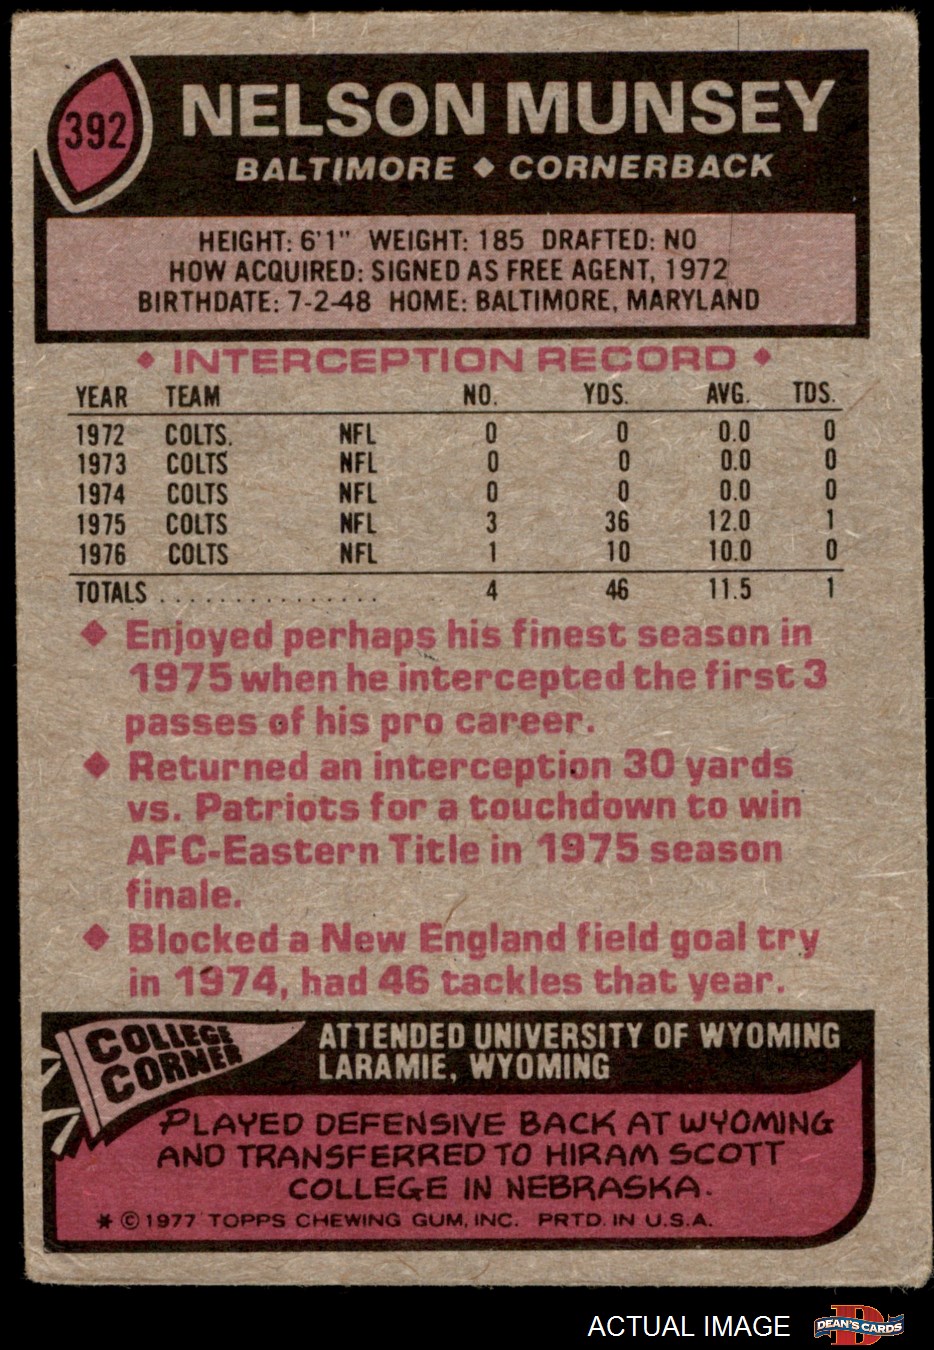 392
NELSON MUNSEY
BALTIMORE ◆ CORNERBACK
HEIGHT: 6'1" WEIGHT: 185 DRAFTED: NO
HOW ACQUIRED: SIGNED AS FREE AGENT, 1972
BIRTHDATE: 7-2-48 HOME: BALTIMORE, MARYLAND
◆ INTERCEPTION RECORD ◆
YEAR TEAM NO. YDS. AVG. TDS.
1972 COLTS. NFL 0 0 0.0 0
1973 COLTS NFL 0 0 0.0 0
1974 COLTS NFL 0 0 0.0 0
1975 COLTS NFL 3 36 12.0 1
1976 COLTS NFL 1 10 10.0 0
TOTALS ............... 4 46 11.5 1
◆ Enjoyed perhaps his finest season in
1975 when he intercepted the first 3
passes of his pro career.
◆ Returned an interception 30 yards
vs. Patriots for a touchdown to win
AFC-Eastern Title in 1975 season
finale.
◆ Blocked a New England field goal try
in 1974, had 46 tackles that year.
COLLEGE
CORNER
ATTENDED UNIVERSITY OF WYOMING
LARAMIE, WYOMING
PLAYED DEFENSIVE BACK AT WYOMING
AND TRANSFERRED TO HIRAM SCOTT
COLLEGE IN NEBRASKA.
* © 1977 TOPPS CHEWING GUM, INC. PRTD. IN U.S.A.
ACTUAL IMAGE
D
DEAN'S CARDS